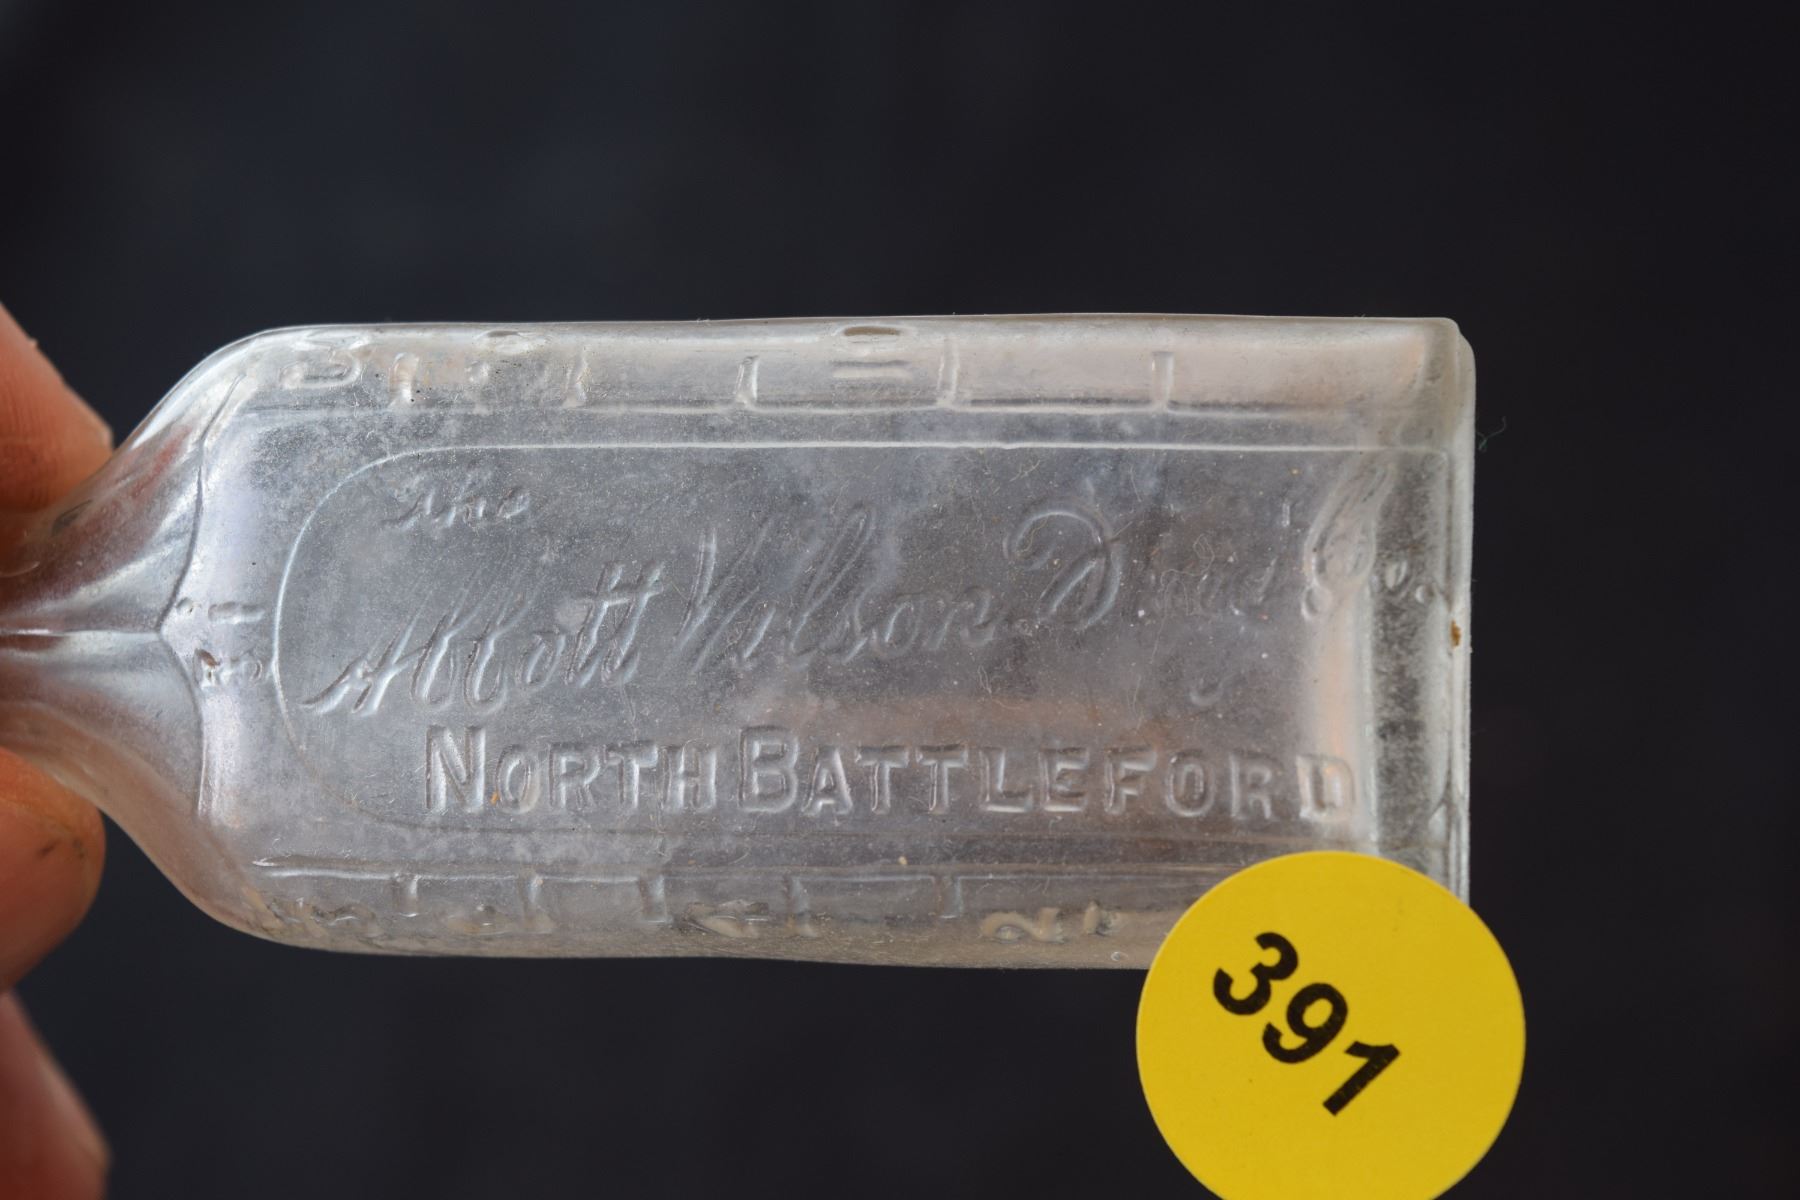 The
Abbott Wilson Drug Co.
NORTH BATTLEFORD
391